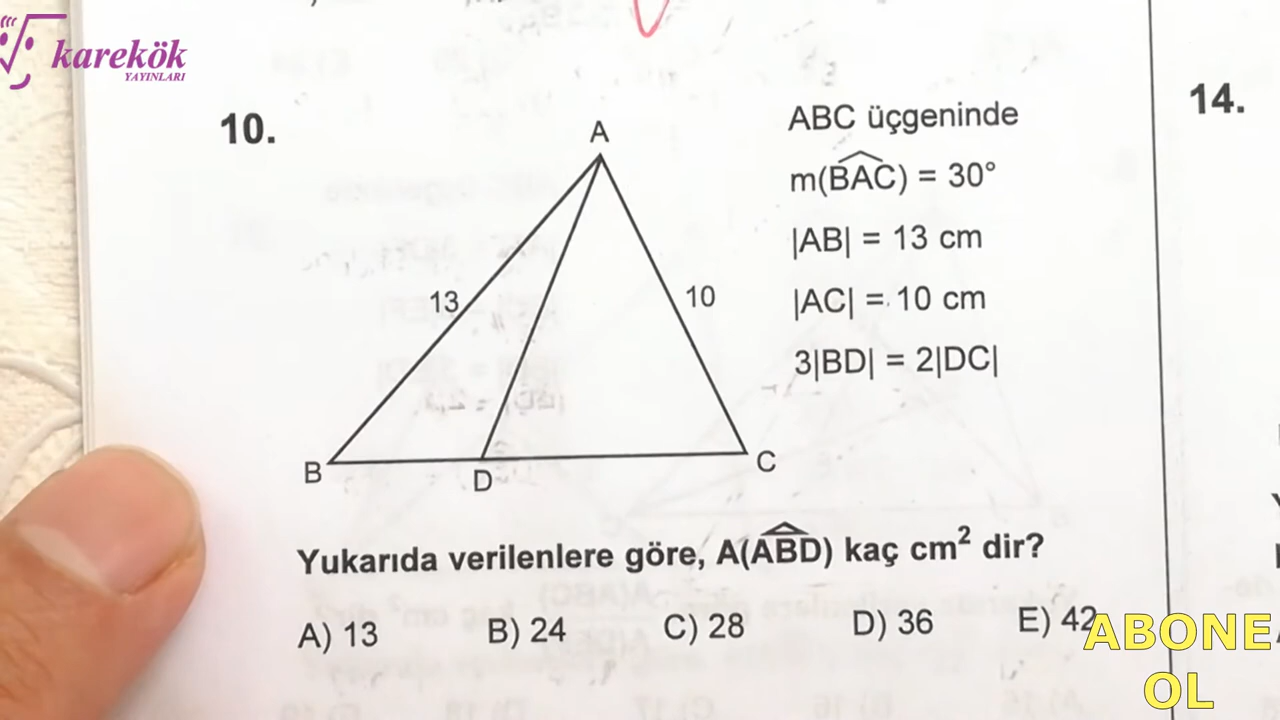 karekök
YAYINLARI
10.
A
13
10
B
D
C
ABC üçgeninde
m(BAC) = 30°
|AB| = 13 cm
|AC| = 10 cm
3|BD| = 2|DC|
Yukarıda verilenlere göre, A(ABD) kaç cm² dir?
A) 13 B) 24 C) 28 D) 36 E) 42
14.
ABONE
OL